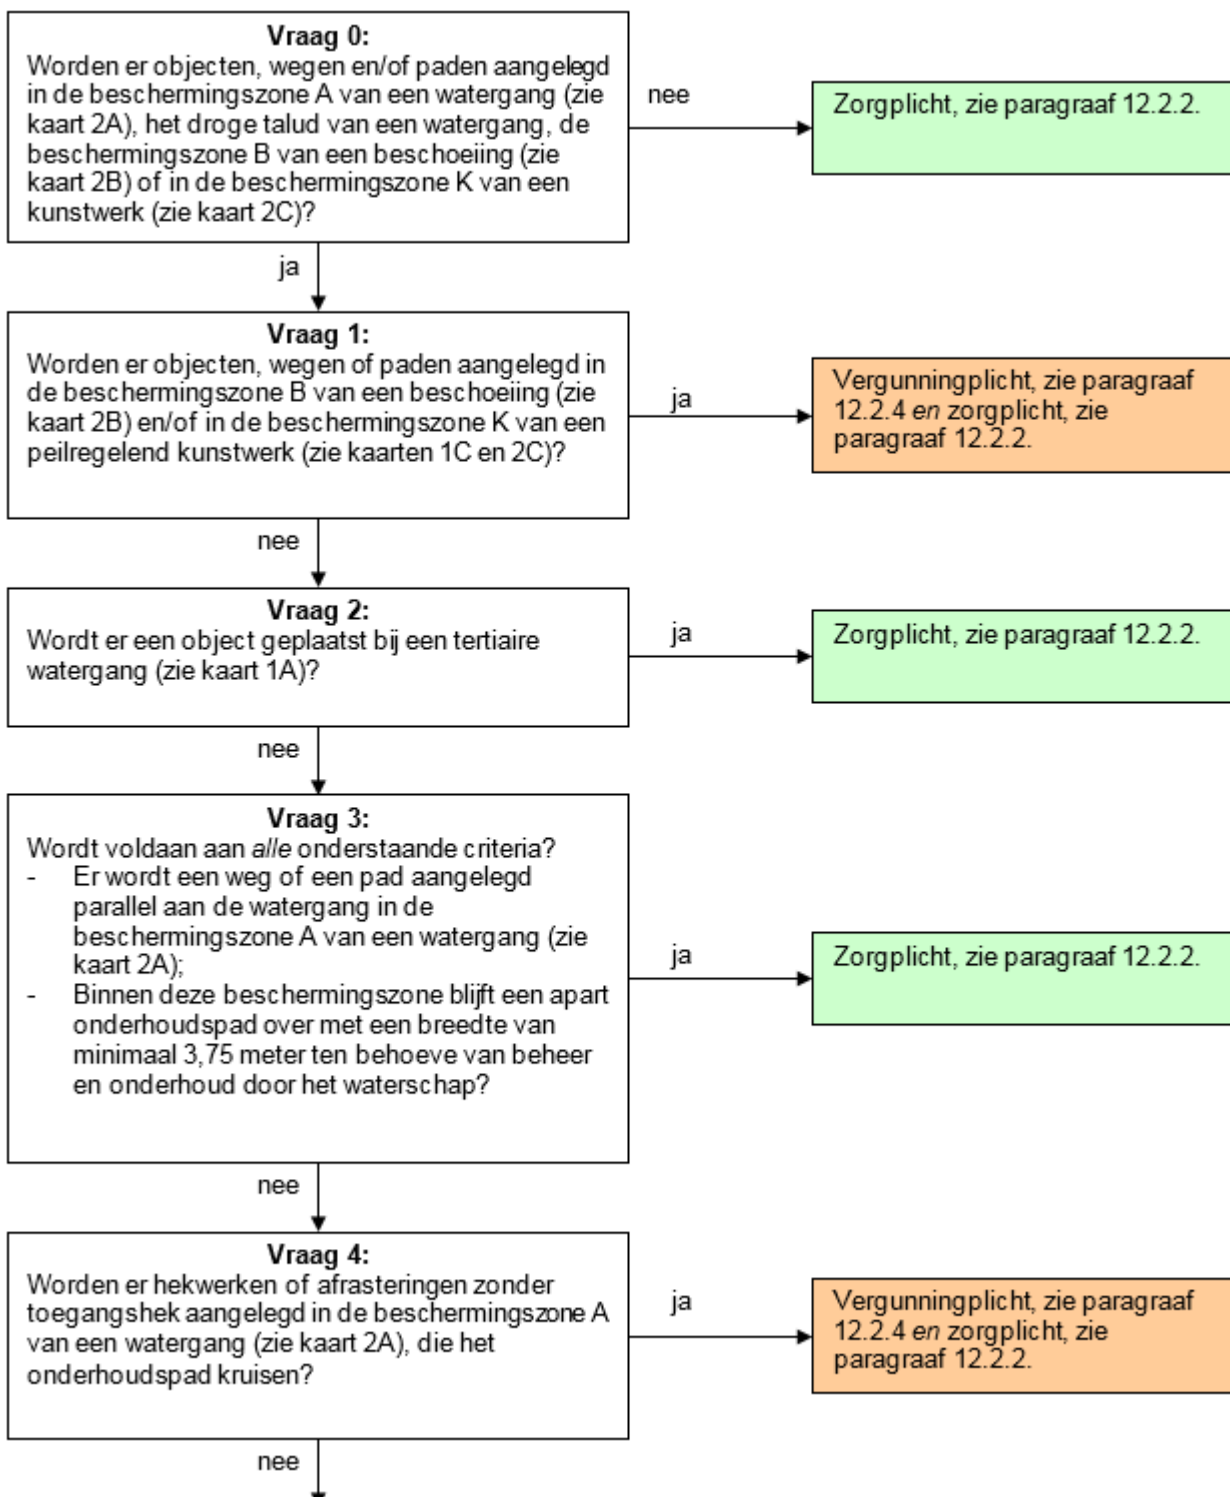 Vraag 0:
Worden er objecten, wegen en/of paden aangelegd
in de beschermingszone A van een watergang (zie
kaart 2A), het droge talud van een watergang, de
beschermingszone B van een beschoeiing (zie
kaart 2B) of in de beschermingszone K van een
kunstwerk (zie kaart 2C)?
nee
Zorgplicht, zie paragraaf 12.2.2.
ja
Vraag 1:
Worden er objecten, wegen of paden aangelegd in
de beschermingszone B van een beschoeiing (zie
kaart 2B) en/of in de beschermingszone K van een
peilregelend kunstwerk (zie kaarten 1C en 2C)?
ja
Vergunningplicht, zie paragraaf
12.2.4 en zorgplicht, zie
paragraaf 12.2.2.
nee
Vraag 2:
Wordt er een object geplaatst bij een tertiaire
watergang (zie kaart 1A)?
ja
Zorgplicht, zie paragraaf 12.2.2.
nee
Vraag 3:
Wordt voldaan aan alle onderstaande criteria?
- Er wordt een weg of een pad aangelegd
parallel aan de watergang in de
beschermingszone A van een watergang (zie
kaart 2A);
- Binnen deze beschermingszone blijft een apart
onderhoudspad over met een breedte van
minimaal 3,75 meter ten behoeve van beheer
en onderhoud door het waterschap?
ja
Zorgplicht, zie paragraaf 12.2.2.
nee
Vraag 4:
Worden er hekwerken of afrasteringen zonder
toegangshek aangelegd in de beschermingszone A
van een watergang (zie kaart 2A), die het
onderhoudspad kruisen?
ja
Vergunningplicht, zie paragraaf
12.2.4 en zorgplicht, zie
paragraaf 12.2.2.
nee